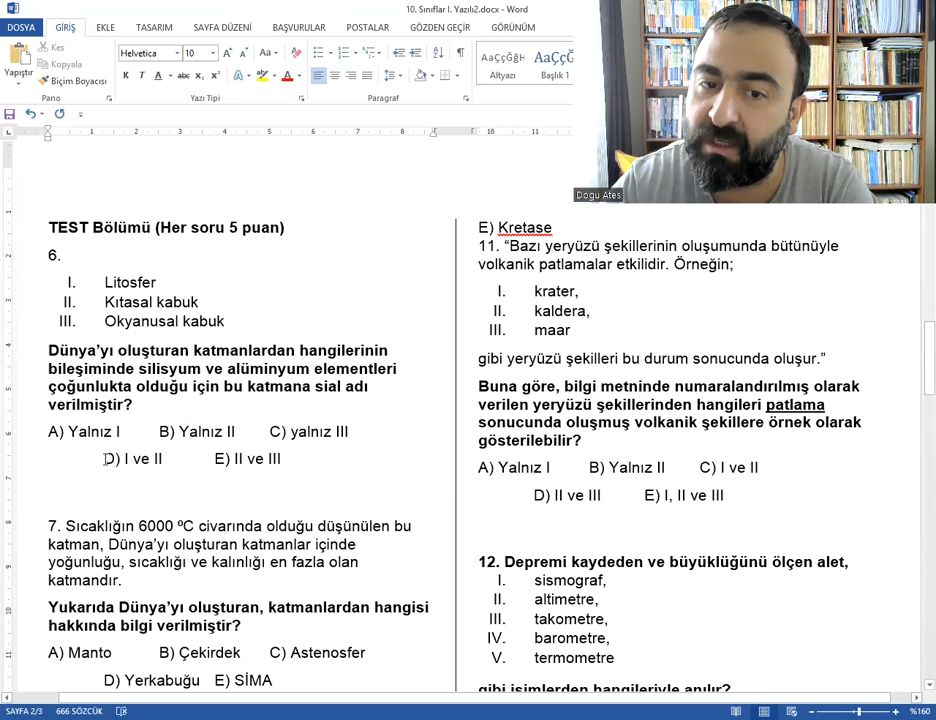 10. Sınıflar I. Yazılı2.docx - Word
DOSYA GİRİŞ EKLE TASARIM SAYFA DÜZENİ BAŞVURULAR POSTALAR GÖZDEN GEÇİR GÖRÜNÜM
Yapıştır
Kes
Kopyala
Biçim Boyacısı
Pano
Helvetica 10
Yazı Tipi
Paragraf
AaÇçĞğH AaÇçĞ
Altyazı Başlık 1
Dogu Ates
TEST Bölümü (Her soru 5 puan)
6.
I. Litosfer
II. Kıtasal kabuk
III. Okyanusal kabuk
Dünya’yı oluşturan katmanlardan hangilerinin
bileşiminde silisyum ve alüminyum elementleri
çoğunlukta olduğu için bu katmana sial adı
verilmiştir?
A) Yalnız I B) Yalnız II C) yalnız III
D) I ve II E) II ve III
7. Sıcaklığın 6000 ºC civarında olduğu düşünülen bu
katman, Dünya’yı oluşturan katmanlar içinde
yoğunluğu, sıcaklığı ve kalınlığı en fazla olan
katmandır.
Yukarıda Dünya’yı oluşturan, katmanlardan hangisi
hakkında bilgi verilmiştir?
A) Manto B) Çekirdek C) Astenosfer
D) Yerkabuğu E) SİMA
E) Kretase
11. “Bazı yeryüzü şekillerinin oluşumunda bütünüyle
volkanik patlamalar etkilidir. Örneğin;
I. krater,
II. kaldera,
III. maar
gibi yeryüzü şekilleri bu durum sonucunda oluşur.”
Buna göre, bilgi metninde numaralandırılmış olarak
verilen yeryüzü şekillerinden hangileri patlama
sonucunda oluşmuş volkanik şekillere örnek olarak
gösterilebilir?
A) Yalnız I B) Yalnız II C) I ve II
D) II ve III E) I, II ve III
12. Depremi kaydeden ve büyüklüğünü ölçen alet,
I. sismograf,
II. altimetre,
III. takometre,
IV. barometre,
V. termometre
gibi isimlerden hangileriyle anılır?
SAYFA 2/3 666 SÖZCÜK
%160